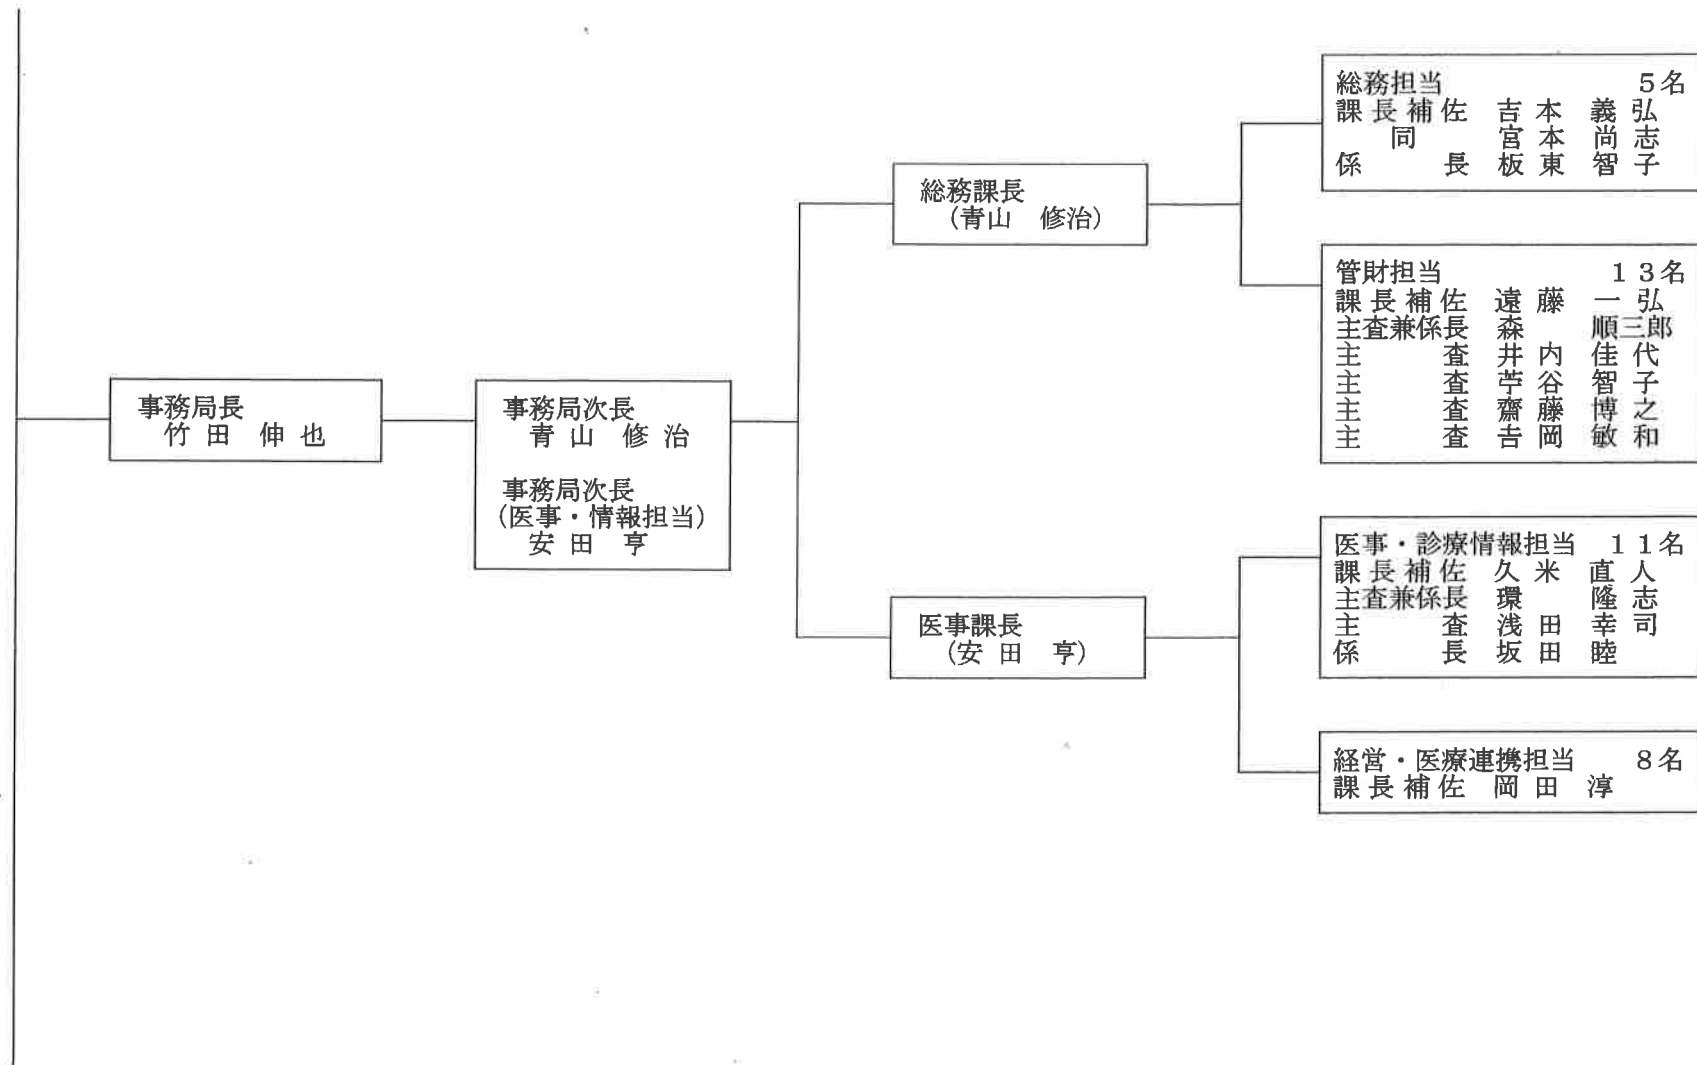 事務局長
竹田 伸也
事務局次長
青山 修治
事務局次長
(医事・情報担当)
安田 亨
総務課長
(青山 修治)
医事課長
(安田 亨)
総務担当 5名
課長補佐 吉本 義弘
同 宮本 尚志
係長 板東 智子
管財担当 13名
課長補佐 遠藤 一弘
主査兼係長 森 順三郎
主査 井内 佳代
主査 苧谷 智子
主査 齋藤 博之
主査 吉岡 敏和
医事・診療情報担当 11名
課長補佐 久米 直人
主査兼係長 環 隆志
主査 浅田 幸司
係長 坂田 睦
経営・医療連携担当 8名
課長補佐 岡田 淳